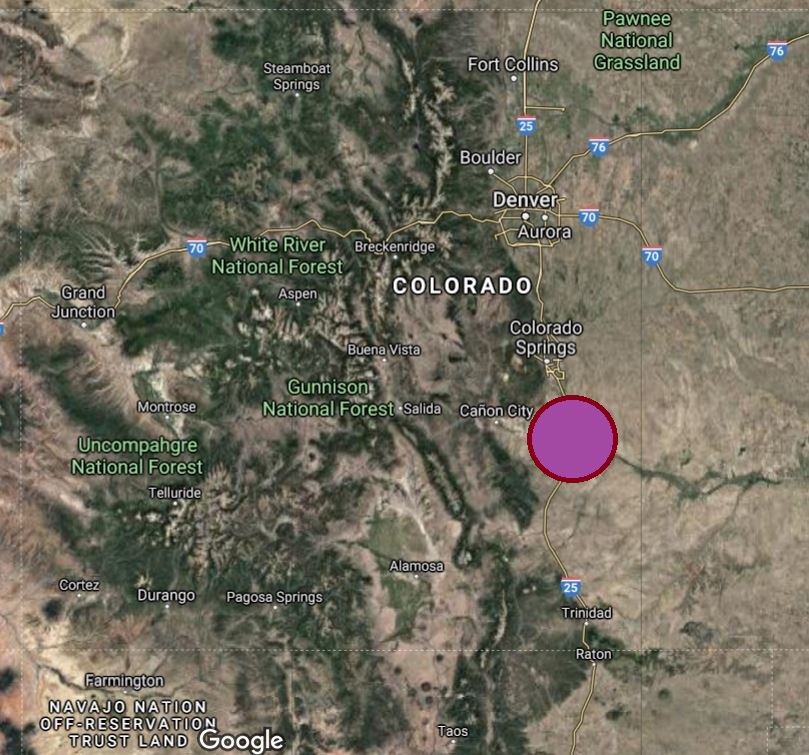 Pawnee
National
Grassland
76
Fort Collins
Steamboat
Springs
25
76
Boulder
Denver
70
Aurora
70
White River
National Forest
Breckenridge
70
COLORADO
Grand
Junction
Aspen
Colorado
Springs
Buena Vista
Gunnison
National Forest
Salida
Cañon City
Montrose
Uncompahgre
National Forest
Telluride
Alamosa
Cortez
Durango
Pagosa Springs
25
Trinidad
Raton
Farmington
NAVAJO NATION
OFF-RESERVATION
TRUST LAND
Google
Taos